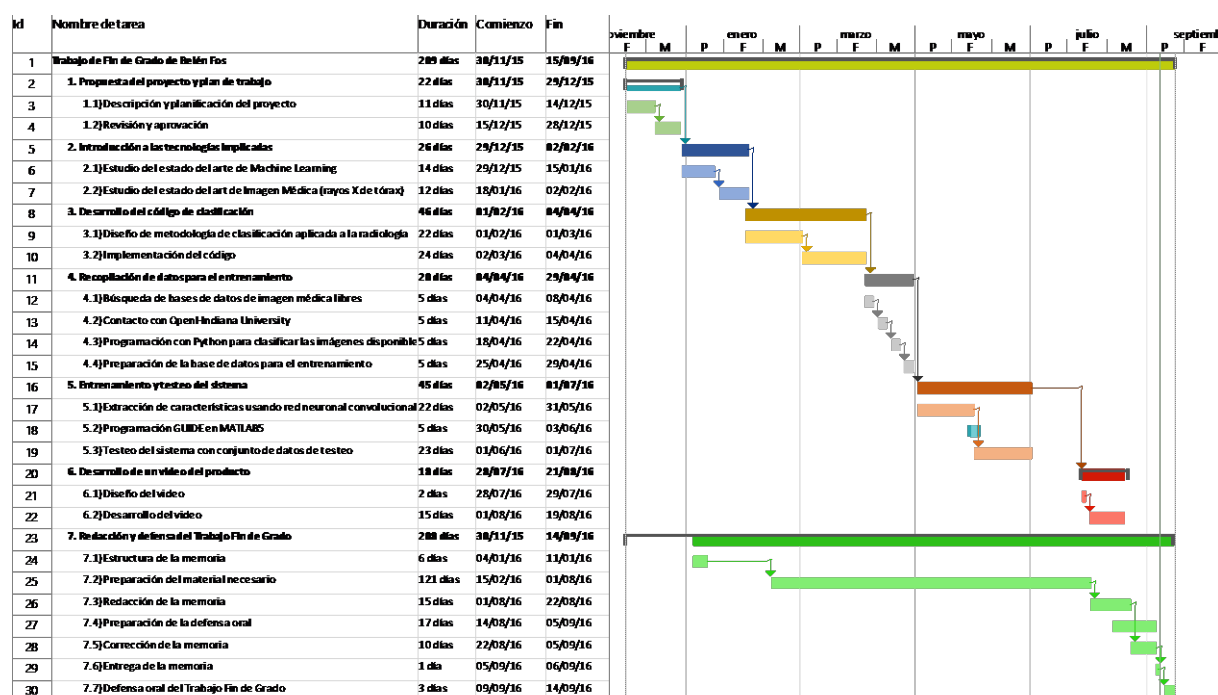 Id Nombre de tarea Duración Comienzo Fin
viembre enero marzo mayo julio septiemb
F M P F M P F M P F M P F M P F
1 Trabajo de Fin de Grado de Belén Fos 209 días 30/11/15 15/09/16
2 1. Propuesta del proyecto y plan de trabajo 22 días 30/11/15 29/12/15
3 1.1)Descripción y planificación del proyecto 11 días 30/11/15 14/12/15
4 1.2)Revisión y aprovación 10 días 15/12/15 28/12/15
5 2. Introducción a las tecnologías implicadas 26 días 29/12/15 02/02/16
6 2.1)Estudio del estado del arte de Machine Learning 14 días 29/12/15 15/01/16
7 2.2)Estudio del estado del art de Imagen Médica (rayos X de tórax) 12 días 18/01/16 02/02/16
8 3. Desarrollo del código de clasificación 46 días 01/02/16 04/04/16
9 3.1)Diseño de metodología de clasificación aplicada a la radiología 22 días 01/02/16 01/03/16
10 3.2)Implementación del código 24 días 02/03/16 04/04/16
11 4. Recopilación de datos para el entrenamiento 20 días 04/04/16 29/04/16
12 4.1)Búsqueda de bases de datos de imagen médica libres 5 días 04/04/16 08/04/16
13 4.2)Contacto con OpenI-Indiana University 5 días 11/04/16 15/04/16
14 4.3)Programación con Python para clasificar las imágenes disponible 5 días 18/04/16 22/04/16
15 4.4)Preparación de la base de datos para el entrenamiento 5 días 25/04/16 29/04/16
16 5. Entrenamiento y testeo del sistema 45 días 02/05/16 01/07/16
17 5.1)Extracción de características usando red neuronal convolucional 22 días 02/05/16 31/05/16
18 5.2)Programación GUIDE en MATLAB 5 días 30/05/16 03/06/16
19 5.3)Testeo del sistema con conjunto de datos de testeo 23 días 01/06/16 01/07/16
20 6. Desarrollo de un video del producto 18 días 28/07/16 21/08/16
21 6.1)Diseño del video 2 días 28/07/16 29/07/16
22 6.2)Desarrollo del video 15 días 01/08/16 19/08/16
23 7. Redacción y defensa del Trabajo Fin de Grado 208 días 30/11/15 14/09/16
24 7.1)Estructura de la memoria 6 días 04/01/16 11/01/16
25 7.2)Preparación del material necesario 121 días 15/02/16 01/08/16
26 7.3)Redacción de la memoria 15 días 01/08/16 22/08/16
27 7.4)Preparación de la defensa oral 17 días 14/08/16 05/09/16
28 7.5)Corrección de la memoria 10 días 22/08/16 05/09/16
29 7.6)Entrega de la memoria 1 día 05/09/16 06/09/16
30 7.7)Defensa oral del Trabajo Fin de Grado 3 días 09/09/16 14/09/16